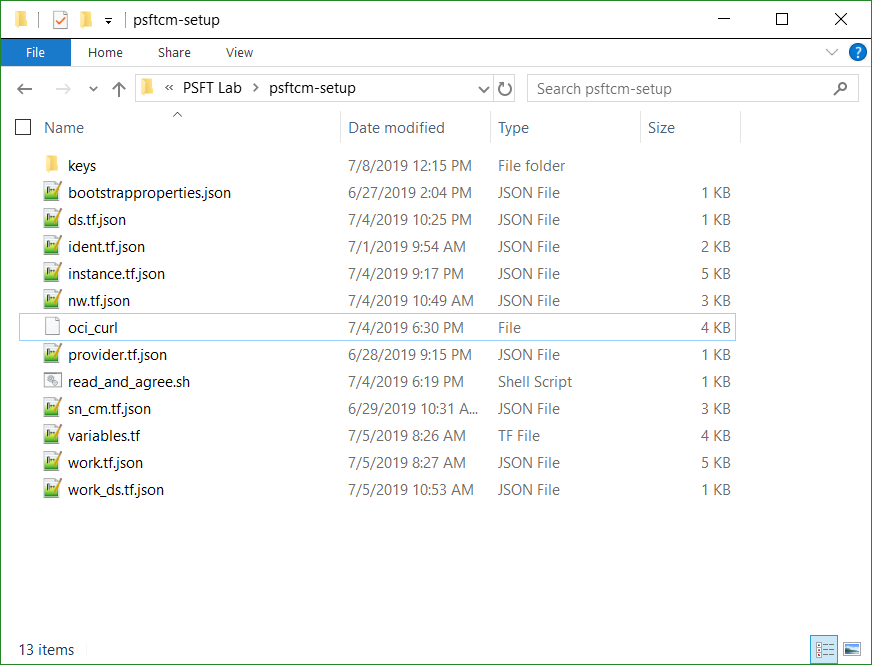 psftcm-setup
File Home Share View
« PSFT Lab > psftcm-setup Search psftcm-setup
Name Date modified Type Size
keys 7/8/2019 12:15 PM File folder
bootstrapproperties.json 6/27/2019 2:04 PM JSON File 1 KB
ds.tf.json 7/4/2019 10:25 PM JSON File 1 KB
ident.tf.json 7/1/2019 9:54 AM JSON File 2 KB
instance.tf.json 7/4/2019 9:17 PM JSON File 5 KB
nw.tf.json 7/4/2019 10:49 AM JSON File 3 KB
oci_curl 7/4/2019 6:30 PM File 4 KB
provider.tf.json 6/28/2019 9:15 PM JSON File 1 KB
read_and_agree.sh 7/4/2019 6:19 PM Shell Script 1 KB
sn_cm.tf.json 6/29/2019 10:31 A... JSON File 3 KB
variables.tf 7/5/2019 8:26 AM TF File 4 KB
work.tf.json 7/5/2019 8:27 AM JSON File 5 KB
work_ds.tf.json 7/5/2019 10:53 AM JSON File 1 KB
13 items